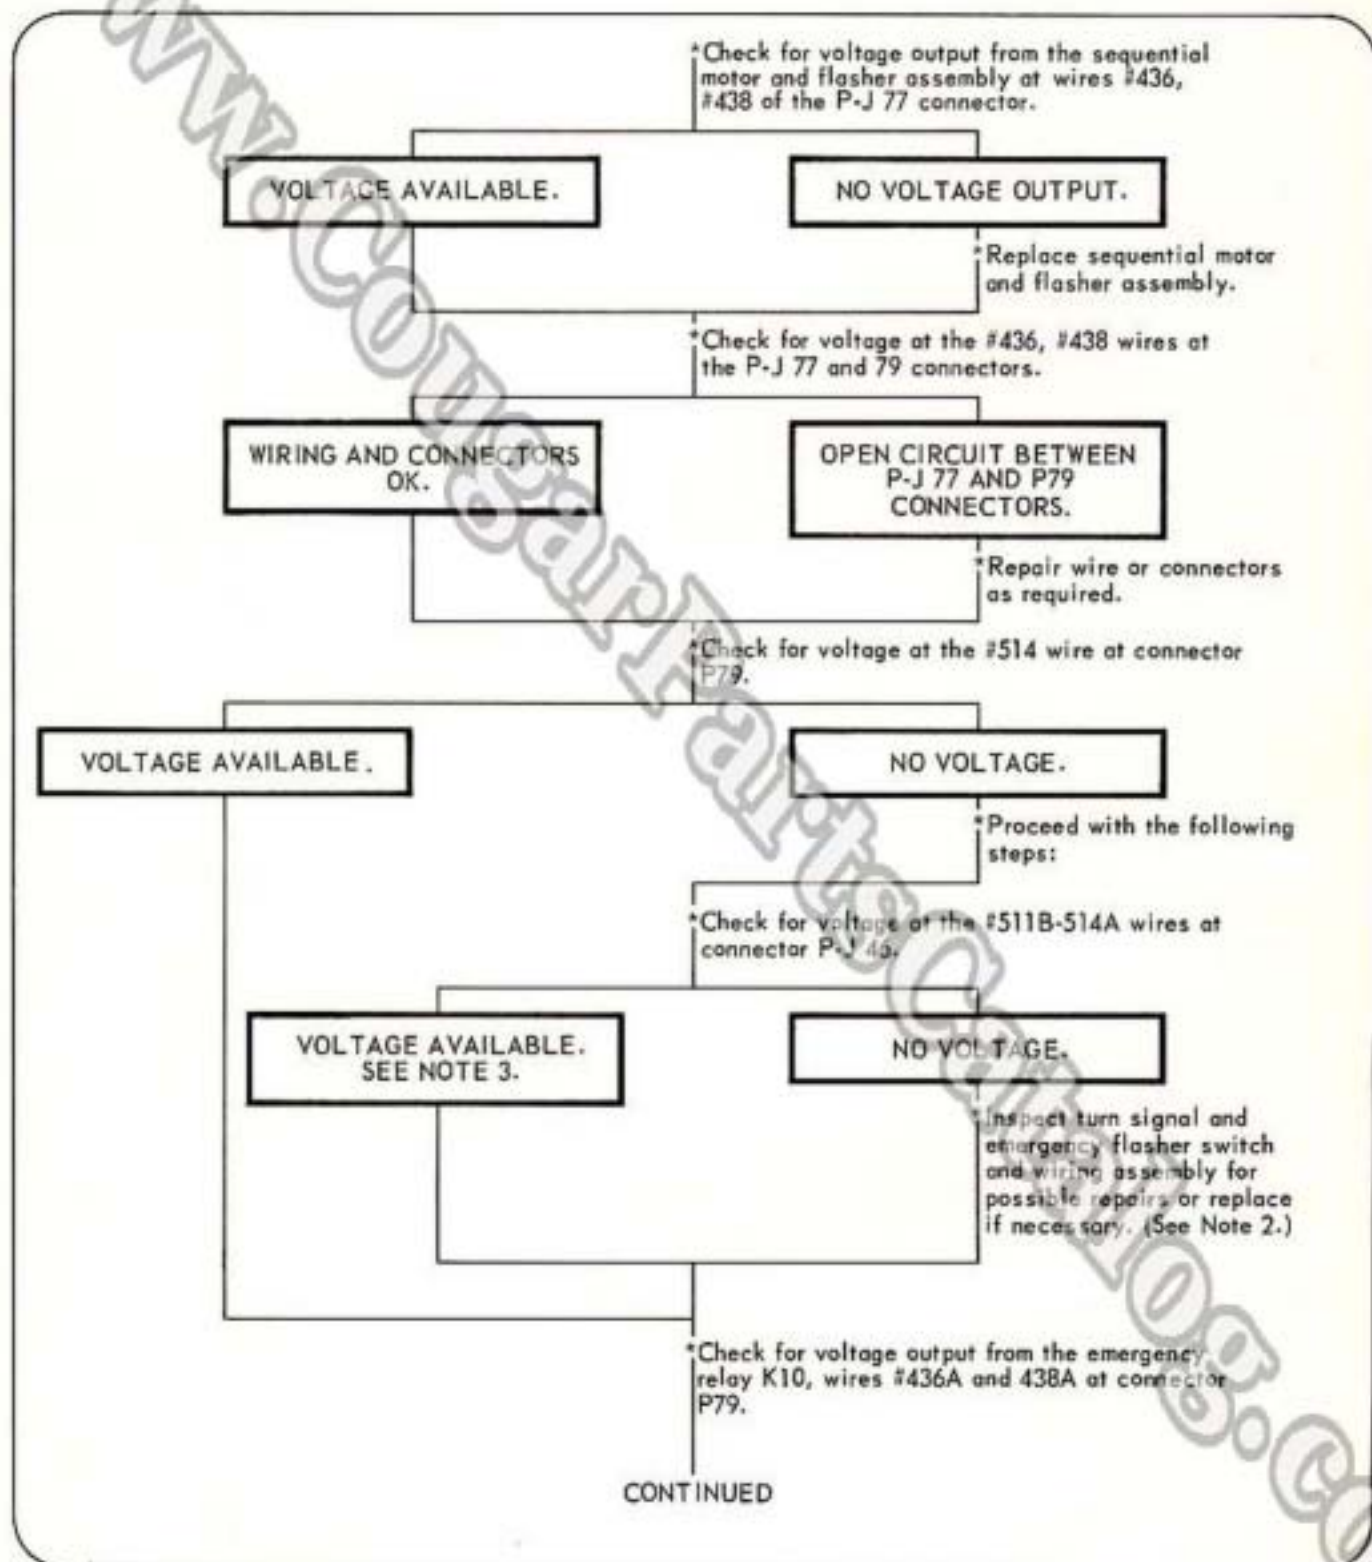 *Check for voltage output from the sequential
motor and flasher assembly at wires #436,
#438 of the P-J 77 connector.
VOLTAGE AVAILABLE.
NO VOLTAGE OUTPUT.
*Replace sequential motor
and flasher assembly.
*Check for voltage at the #436, #438 wires at
the P-J 77 and 79 connectors.
WIRING AND CONNECTORS
OK.
OPEN CIRCUIT BETWEEN
P-J 77 AND P79
CONNECTORS.
*Repair wire or connectors
as required.
*Check for voltage at the #514 wire at connector
P79.
VOLTAGE AVAILABLE.
NO VOLTAGE.
*Proceed with the following
steps:
*Check for voltage at the #511B-514A wires at
connector P-J
VOLTAGE AVAILABLE.
SEE NOTE 3.
NO VOLTAGE.
*Inspect turn signal and
emergency flasher switch
and wiring assembly for
possible repairs or replace
if necessary. (See Note 2.)
*Check for voltage output from the emergency
relay K10, wires #436A and 438A at connector
P79.
CONTINUED
ww.CougarPartsCatalog.co